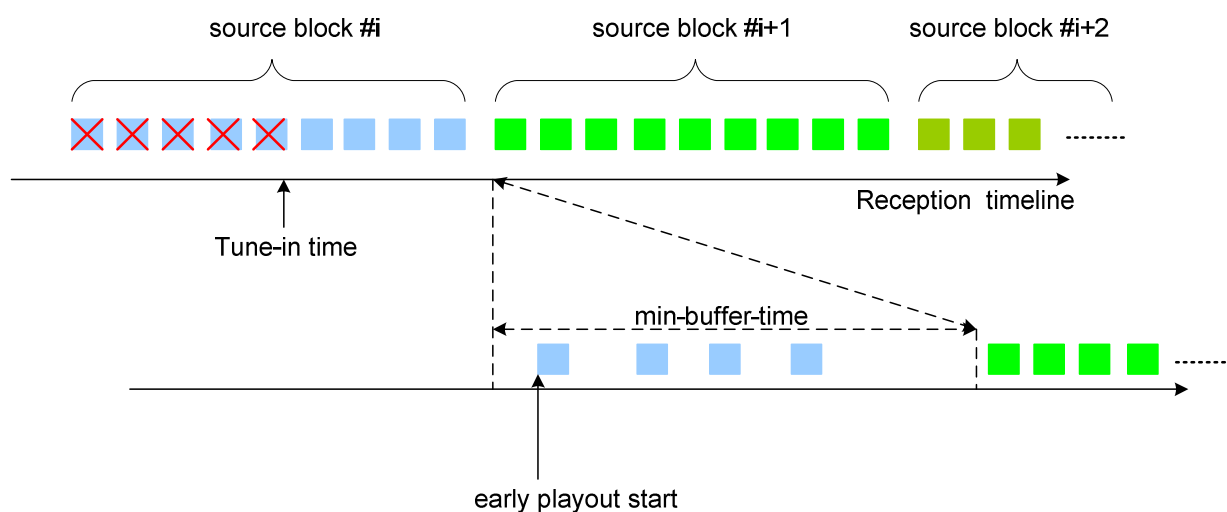 source block #i
source block #i+1
source block #i+2
Reception timeline
Tune-in time
min-buffer-time
early playout start